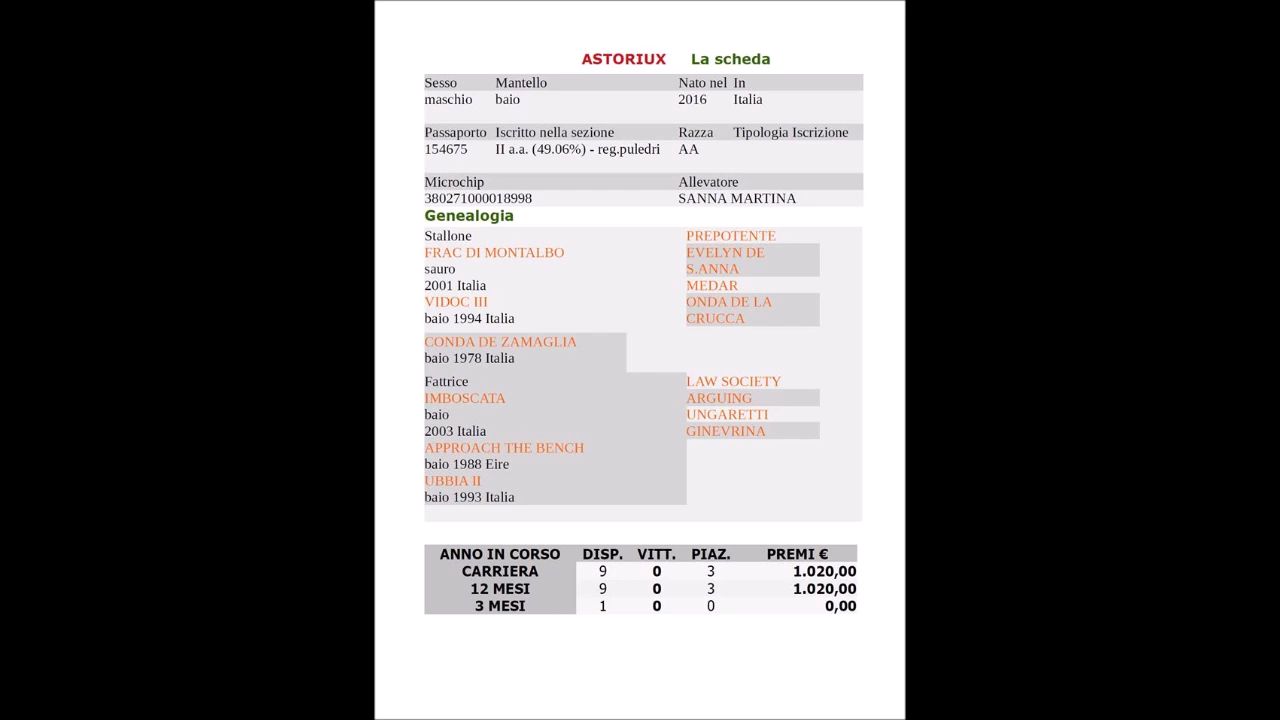 ASTORIUX La scheda
Sesso Mantello Nato nel In
maschio baio 2016 Italia
Passaporto Iscritto nella sezione Razza Tipologia Iscrizione
154675 II a.a. (49.06%) - reg.puledri AA
Microchip Allevatore
380271000018998 SANNA MARTINA
Genealogia
Stallone PREPOTENTE
FRAC DI MONTALBO EVELYN DE
sauro S.ANNA
2001 Italia MEDAR
VIDOC III ONDA DE LA
baio 1994 Italia CRUCCA
CONDA DE ZAMAGLIA
baio 1978 Italia
Fattrice LAW SOCIETY
IMBOSCATA ARGUING
baio UNGARETTI
2003 Italia GINEVRINA
APPROACH THE BENCH
baio 1988 Eire
UBBIA II
baio 1993 Italia
ANNO IN CORSO DISP. VITT. PIAZ. PREMI €
CARRIERA 9 0 3 1.020,00
12 MESI 9 0 3 1.020,00
3 MESI 1 0 0 0,00